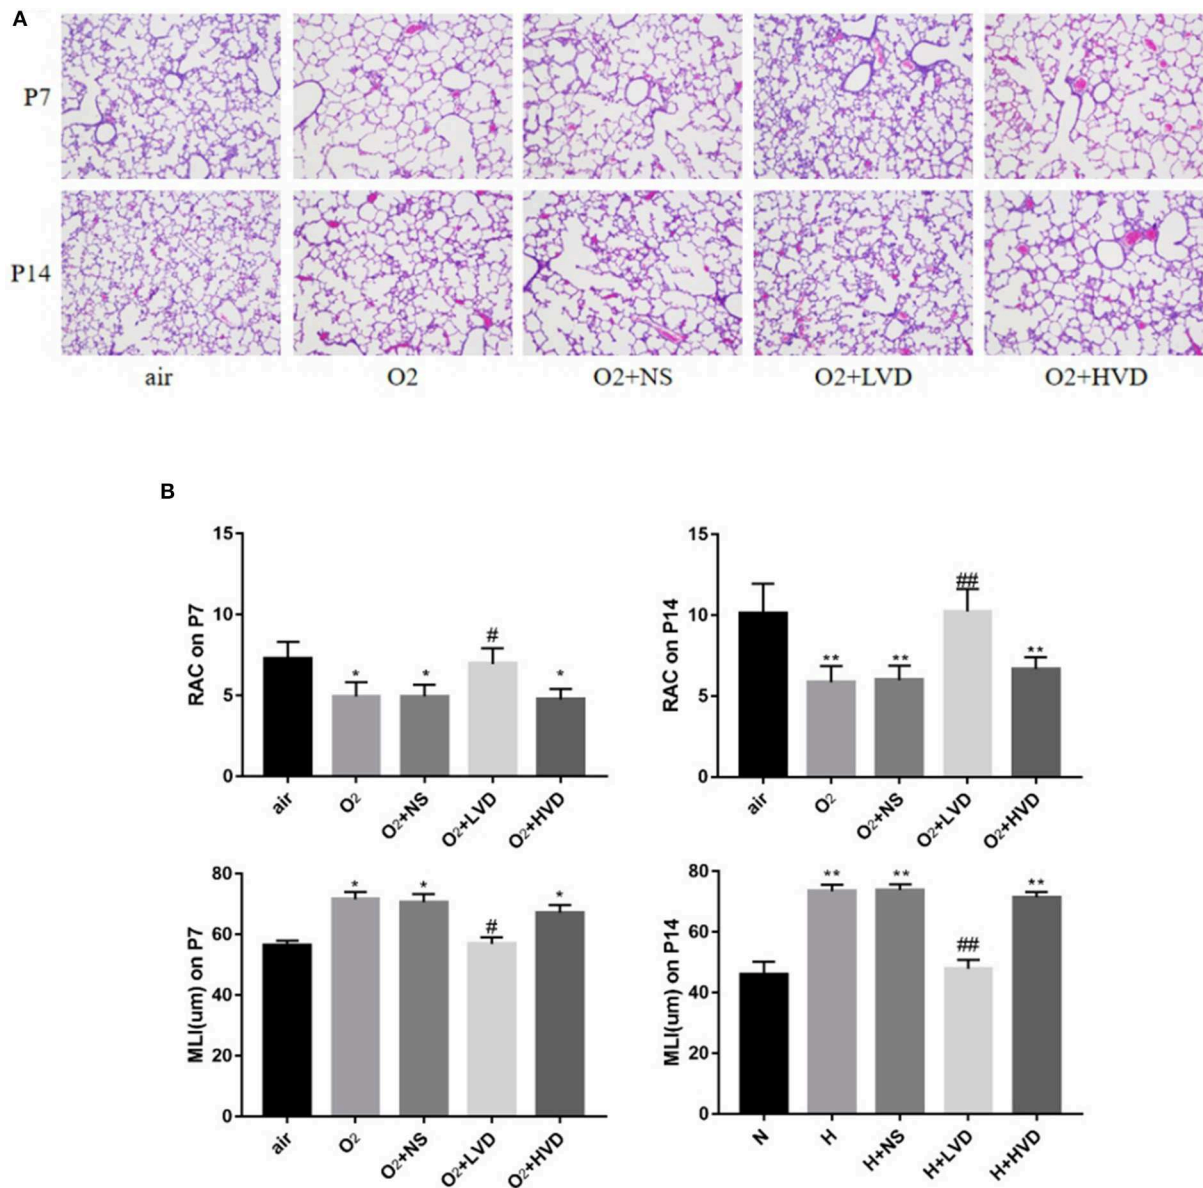 A
P7
P14
air
O2
O2+NS
O2+LVD
O2+HVD
B
RAC on P7
15
10
5
0
#
*
*
*
air
O2
O2+NS
O2+LVD
O2+HVD
RAC on P14
15
10
5
0
##
**
**
**
air
O2
O2+NS
O2+LVD
O2+HVD
MLI(um) on P7
80
60
40
20
0
*
*
#
*
air
O2
O2+NS
O2+LVD
O2+HVD
MLI(um) on P14
80
60
40
20
0
**
**
##
**
N
H
H+NS
H+LVD
H+HVD